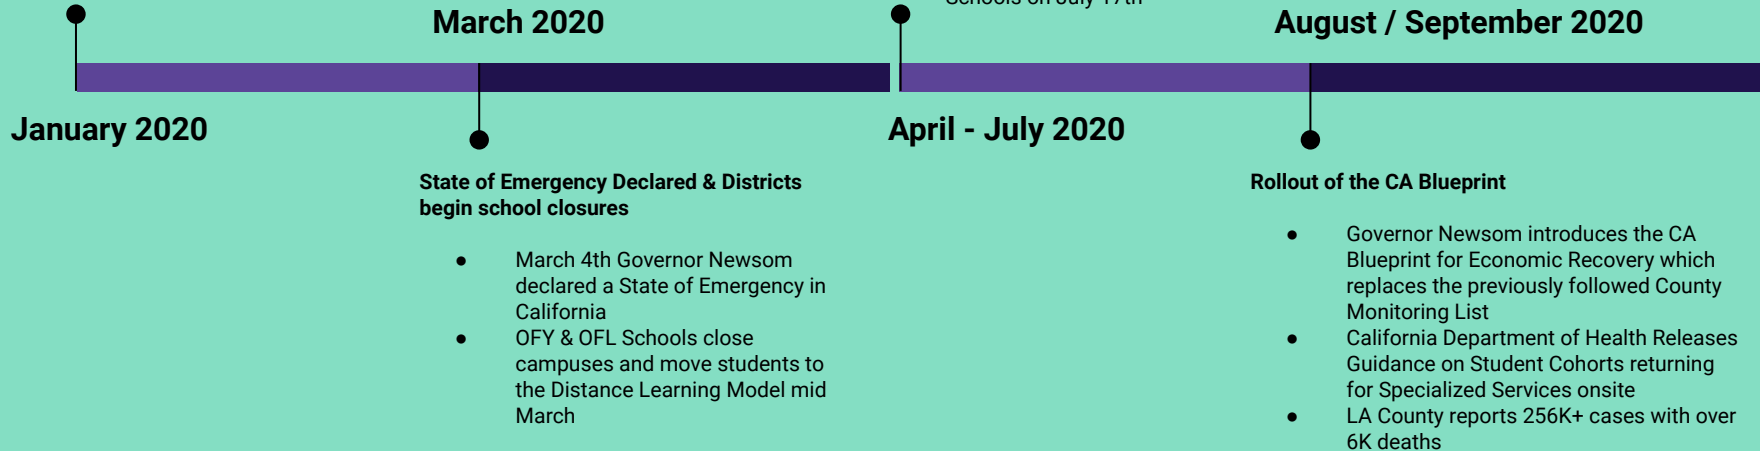 Schools on July 17th
March 2020
August / September 2020
January 2020
April - July 2020
State of Emergency Declared & Districts
begin school closures
● March 4th Governor Newsom
declared a State of Emergency in
California
● OFY & OFL Schools close
campuses and move students to
the Distance Learning Model mid
March
Rollout of the CA Blueprint
● Governor Newsom introduces the CA
Blueprint for Economic Recovery which
replaces the previously followed County
Monitoring List
● California Department of Health Releases
Guidance on Student Cohorts returning
for Specialized Services onsite
● LA County reports 256K+ cases with over
6K deaths